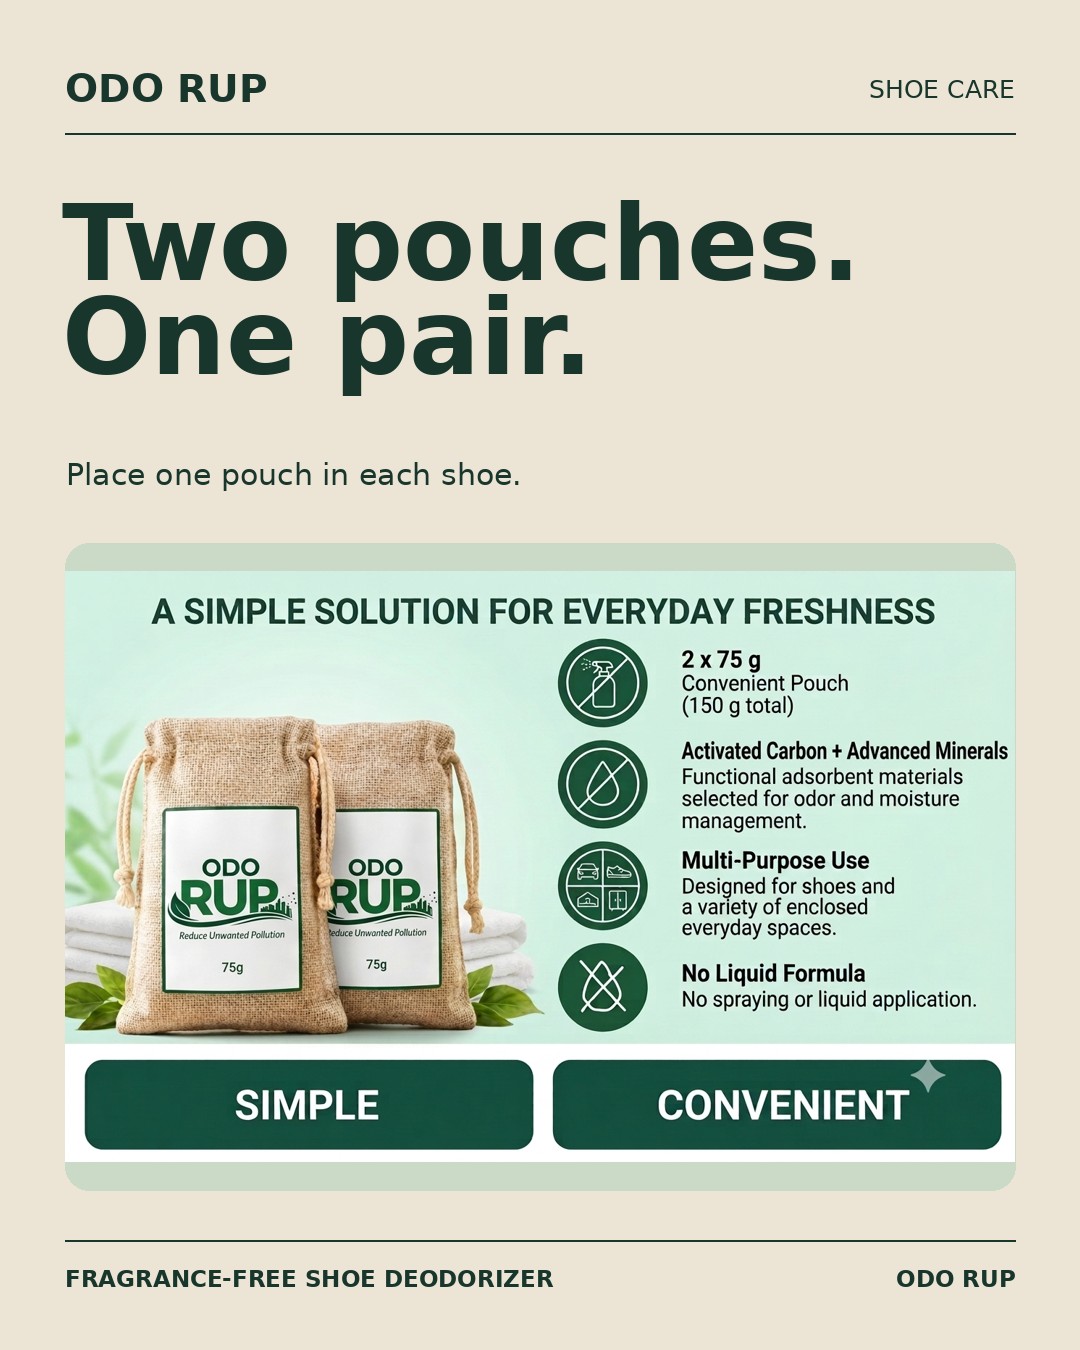 ODO RUP
SHOE CARE
Two pouches.
One pair.
Place one pouch in each shoe.
A SIMPLE SOLUTION FOR EVERYDAY FRESHNESS
ODO
RUP
Reduce Unwanted Pollution
75g
ODO
RUP
Reduce Unwanted Pollution
75g
2 x 75 g
Convenient Pouch
(150 g total)
Activated Carbon + Advanced Minerals
Functional adsorbent materials
selected for odor and moisture
management.
Multi-Purpose Use
Designed for shoes and
a variety of enclosed
everyday spaces.
No Liquid Formula
No spraying or liquid application.
SIMPLE
CONVENIENT
FRAGRANCE-FREE SHOE DEODORIZER
ODO RUP